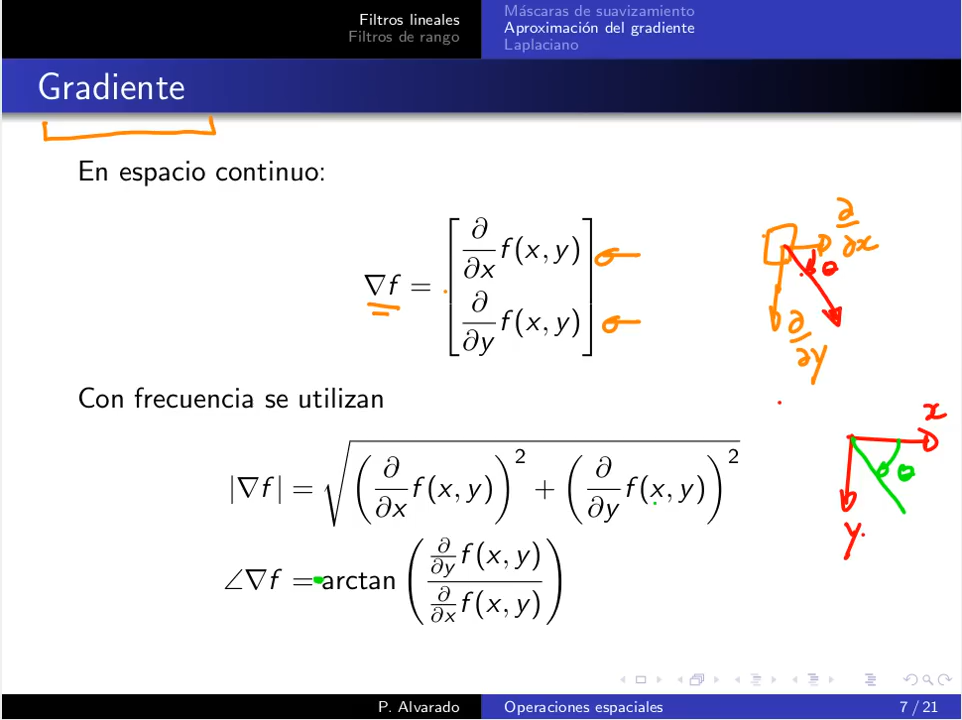 Filtros lineales
Filtros de rango
Máscaras de suavizamiento
Aproximación del gradiente
Laplaciano
Gradiente
En espacio continuo:
∇f = [ ∂/∂x f(x, y) ; ∂/∂y f(x, y) ]
∂/∂x
θ
∂/∂y
Con frecuencia se utilizan
|∇f| = √( (∂/∂x f(x, y))² + (∂/∂y f(x, y))² )
x
θ
y
∠∇f = arctan ( ∂/∂y f(x, y) / ∂/∂x f(x, y) )
P. Alvarado
Operaciones espaciales
7 / 21